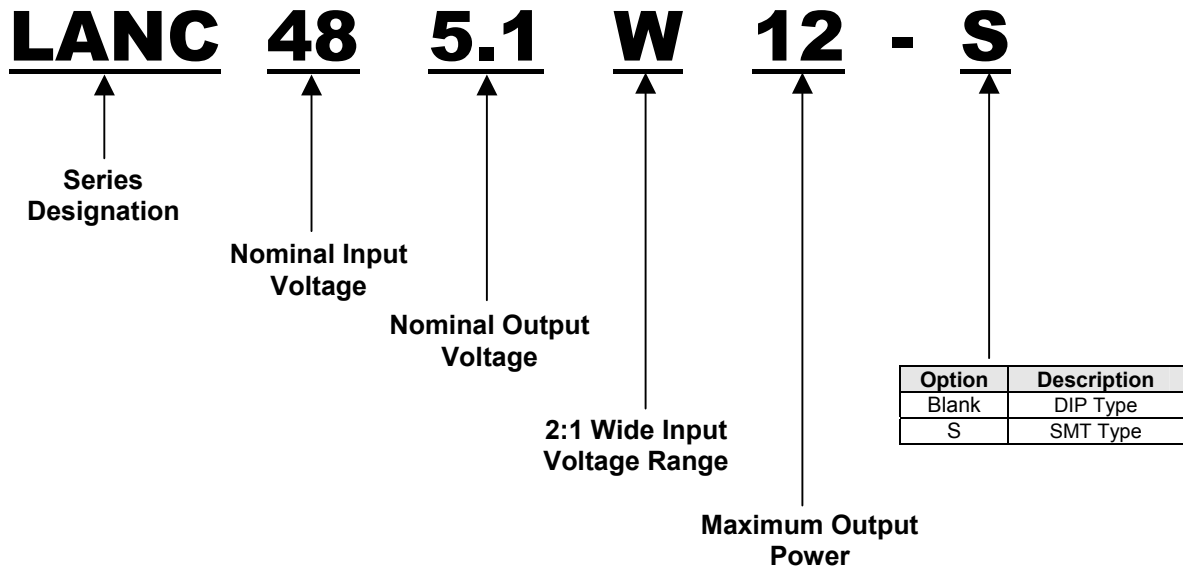 LANC 48 5.1 W 12 - S
Series
Designation
Nominal Input
Voltage
Nominal Output
Voltage
2:1 Wide Input
Voltage Range
Maximum Output
Power
Option Description
Blank DIP Type
S SMT Type